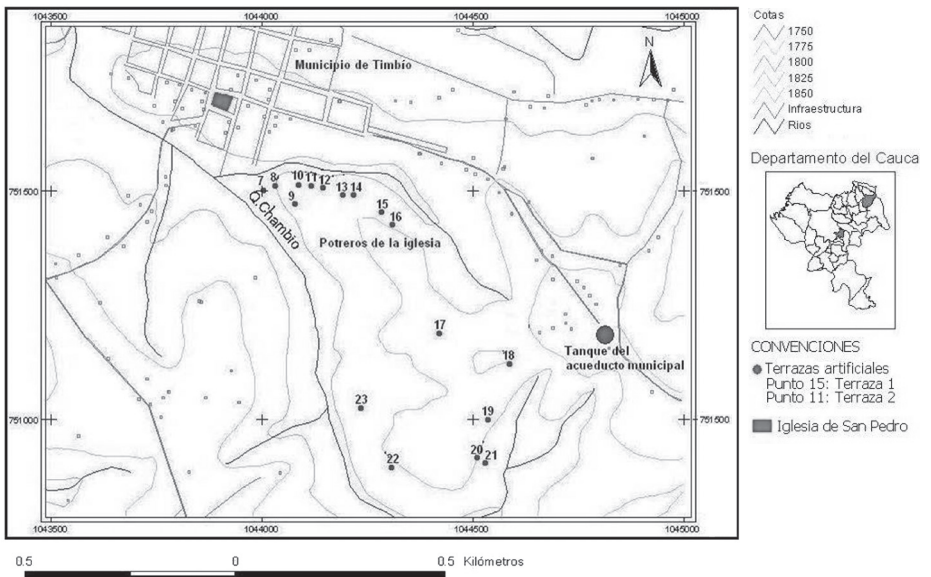 1043500 1044000 1044500 1045000
N
Municipio de Timbío
751500 751500
7 8 10 11 12 13 14
9 15 16
Q.Chambío
Potreros de la iglesia
17
18
Tanque del
acueducto municipal
23
19
751000 751500
20 21
22
1043500 1044000 1044500 1045000
0.5 0 0.5 Kilómetros
Cotas
1750
1775
1800
1825
1850
Infraestructura
Rios
Departamento del Cauca
CONVENCIONES
Terrazas artificiales
Punto 15: Terraza 1
Punto 11: Terraza 2
Iglesia de San Pedro